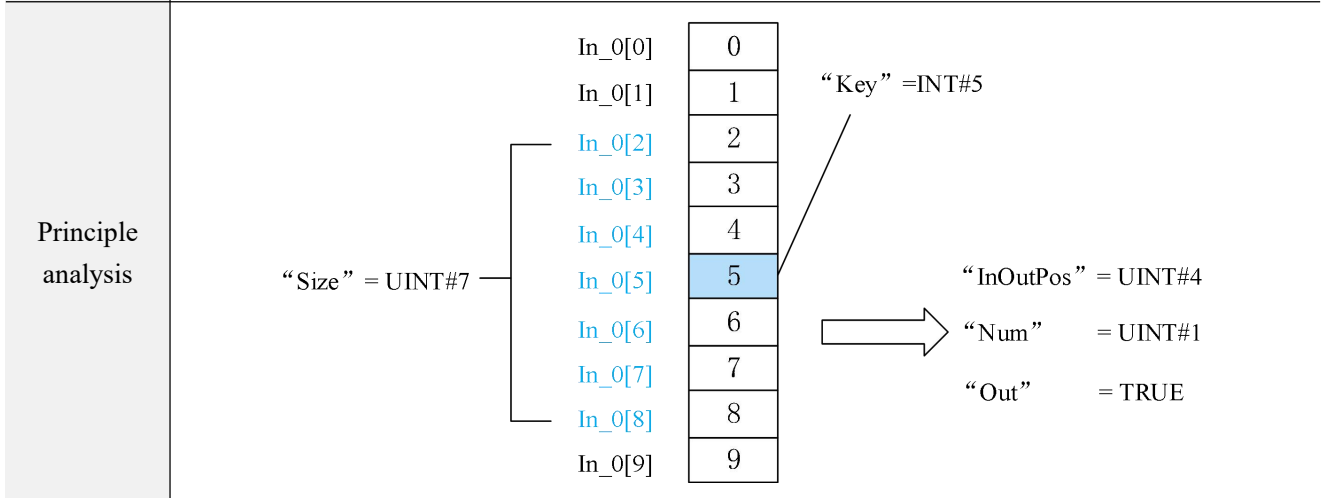 In_0[0] 0
In_0[1] 1
“Key” =INT#5
In_0[2] 2
In_0[3] 3
In_0[4] 4
Principle
analysis
“Size” = UINT#7
In_0[5] 5
“InOutPos” = UINT#4
In_0[6] 6
“Num” = UINT#1
In_0[7] 7
“Out” = TRUE
In_0[8] 8
In_0[9] 9